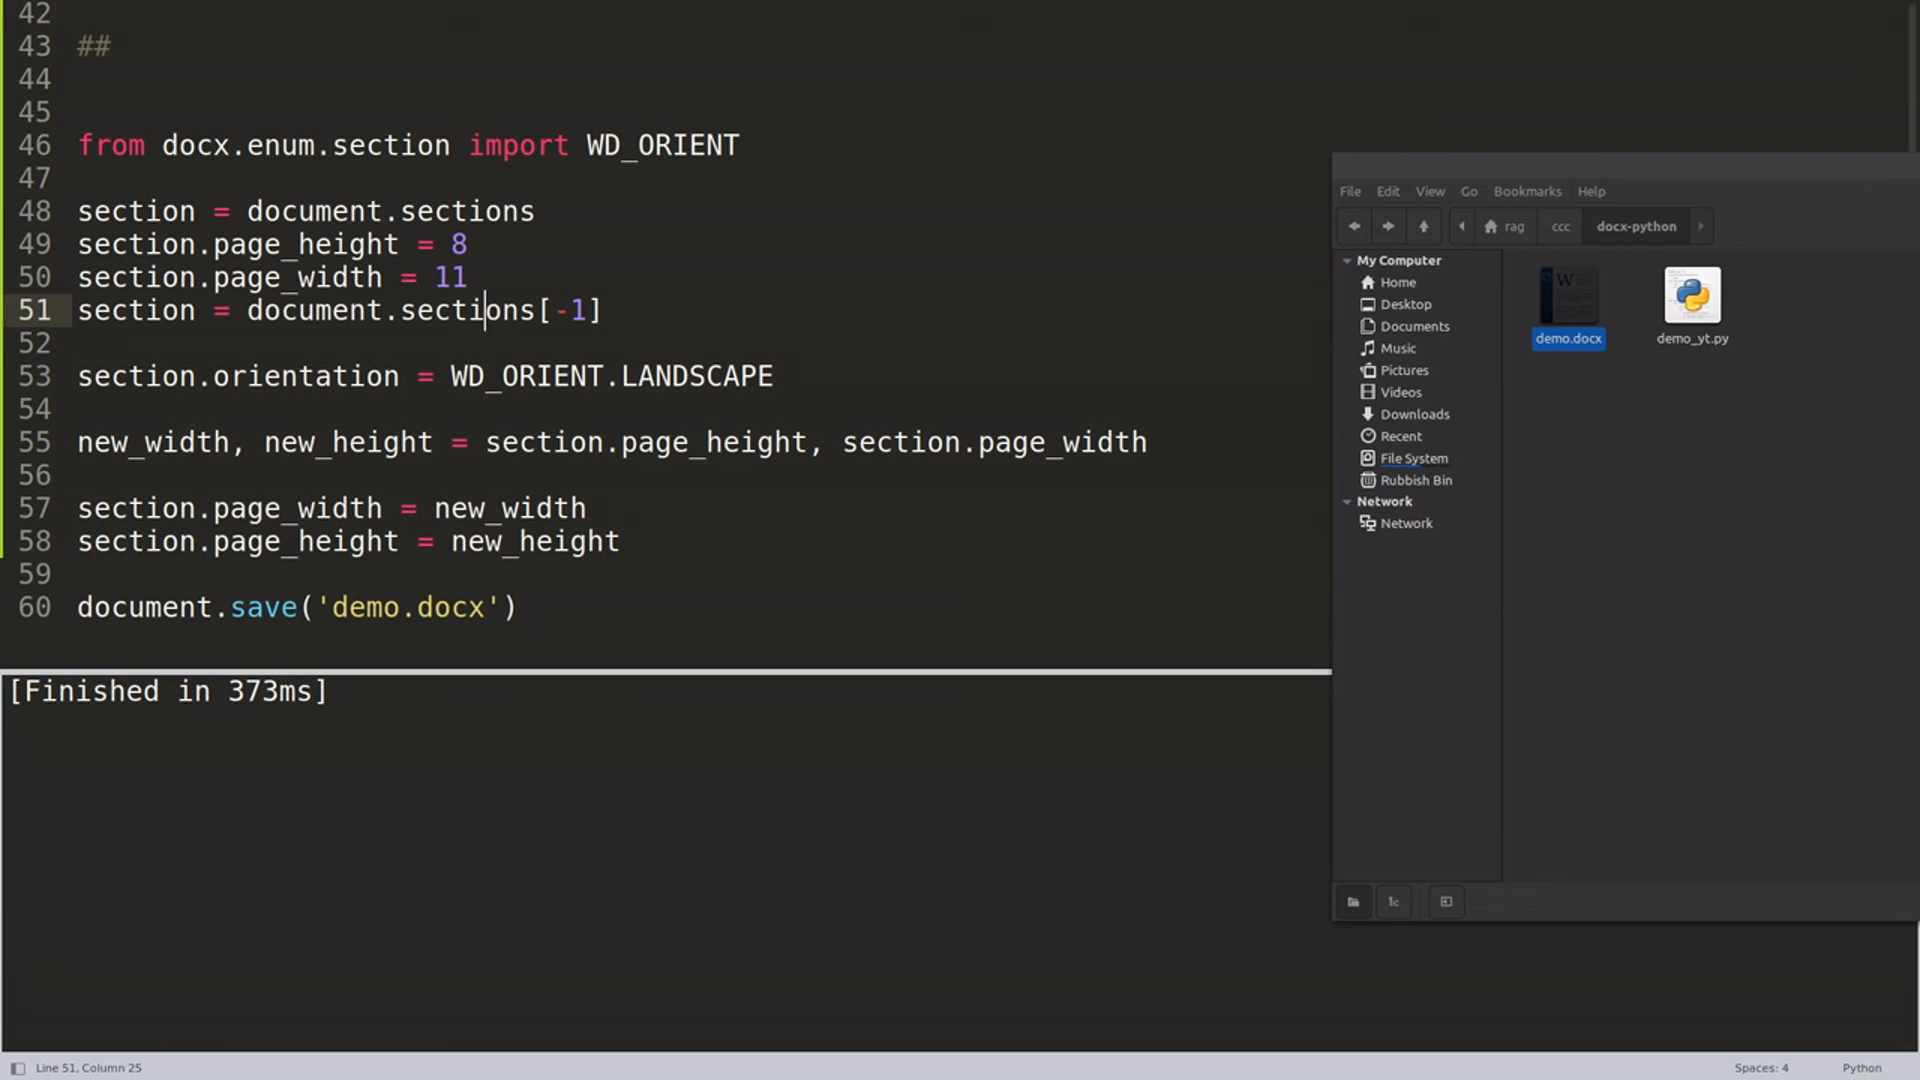 42
43 ##
44
45
46 from docx.enum.section import WD_ORIENT
47
48 section = document.sections
49 section.page_height = 8
50 section.page_width = 11
51 section = document.sections[-1]
52
53 section.orientation = WD_ORIENT.LANDSCAPE
54
55 new_width, new_height = section.page_height, section.page_width
56
57 section.page_width = new_width
58 section.page_height = new_height
59
60 document.save('demo.docx')
[Finished in 373ms]
File Edit View Go Bookmarks Help
rag ccc docx-python
My Computer
Home
Desktop
Documents
Music
Pictures
Videos
Downloads
Recent
File System
Rubbish Bin
Network
Network
W
demo.docx demo_yt.py
Line 51, Column 25 Spaces: 4 Python